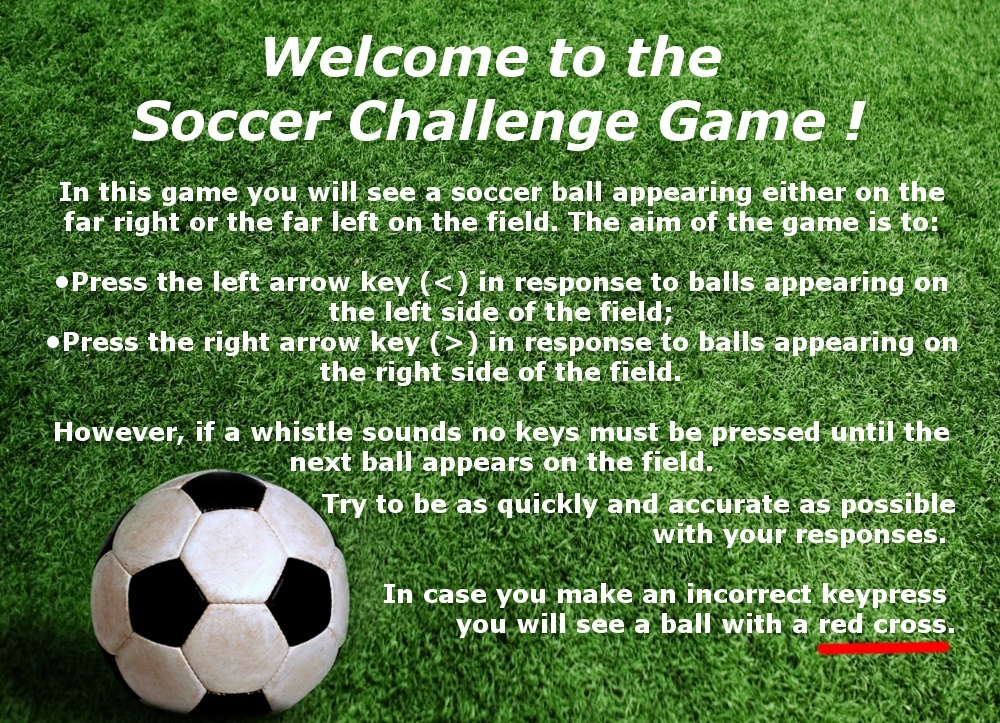 Welcome to the
Soccer Challenge Game !
In this game you will see a soccer ball appearing either on the
far right or the far left on the field. The aim of the game is to:
•Press the left arrow key (<) in response to balls appearing on
the left side of the field;
•Press the right arrow key (>) in response to balls appearing on
the right side of the field.
However, if a whistle sounds no keys must be pressed until the
next ball appears on the field.
Try to be as quickly and accurate as possible
with your responses.
In case you make an incorrect keypress
you will see a ball with a red cross.